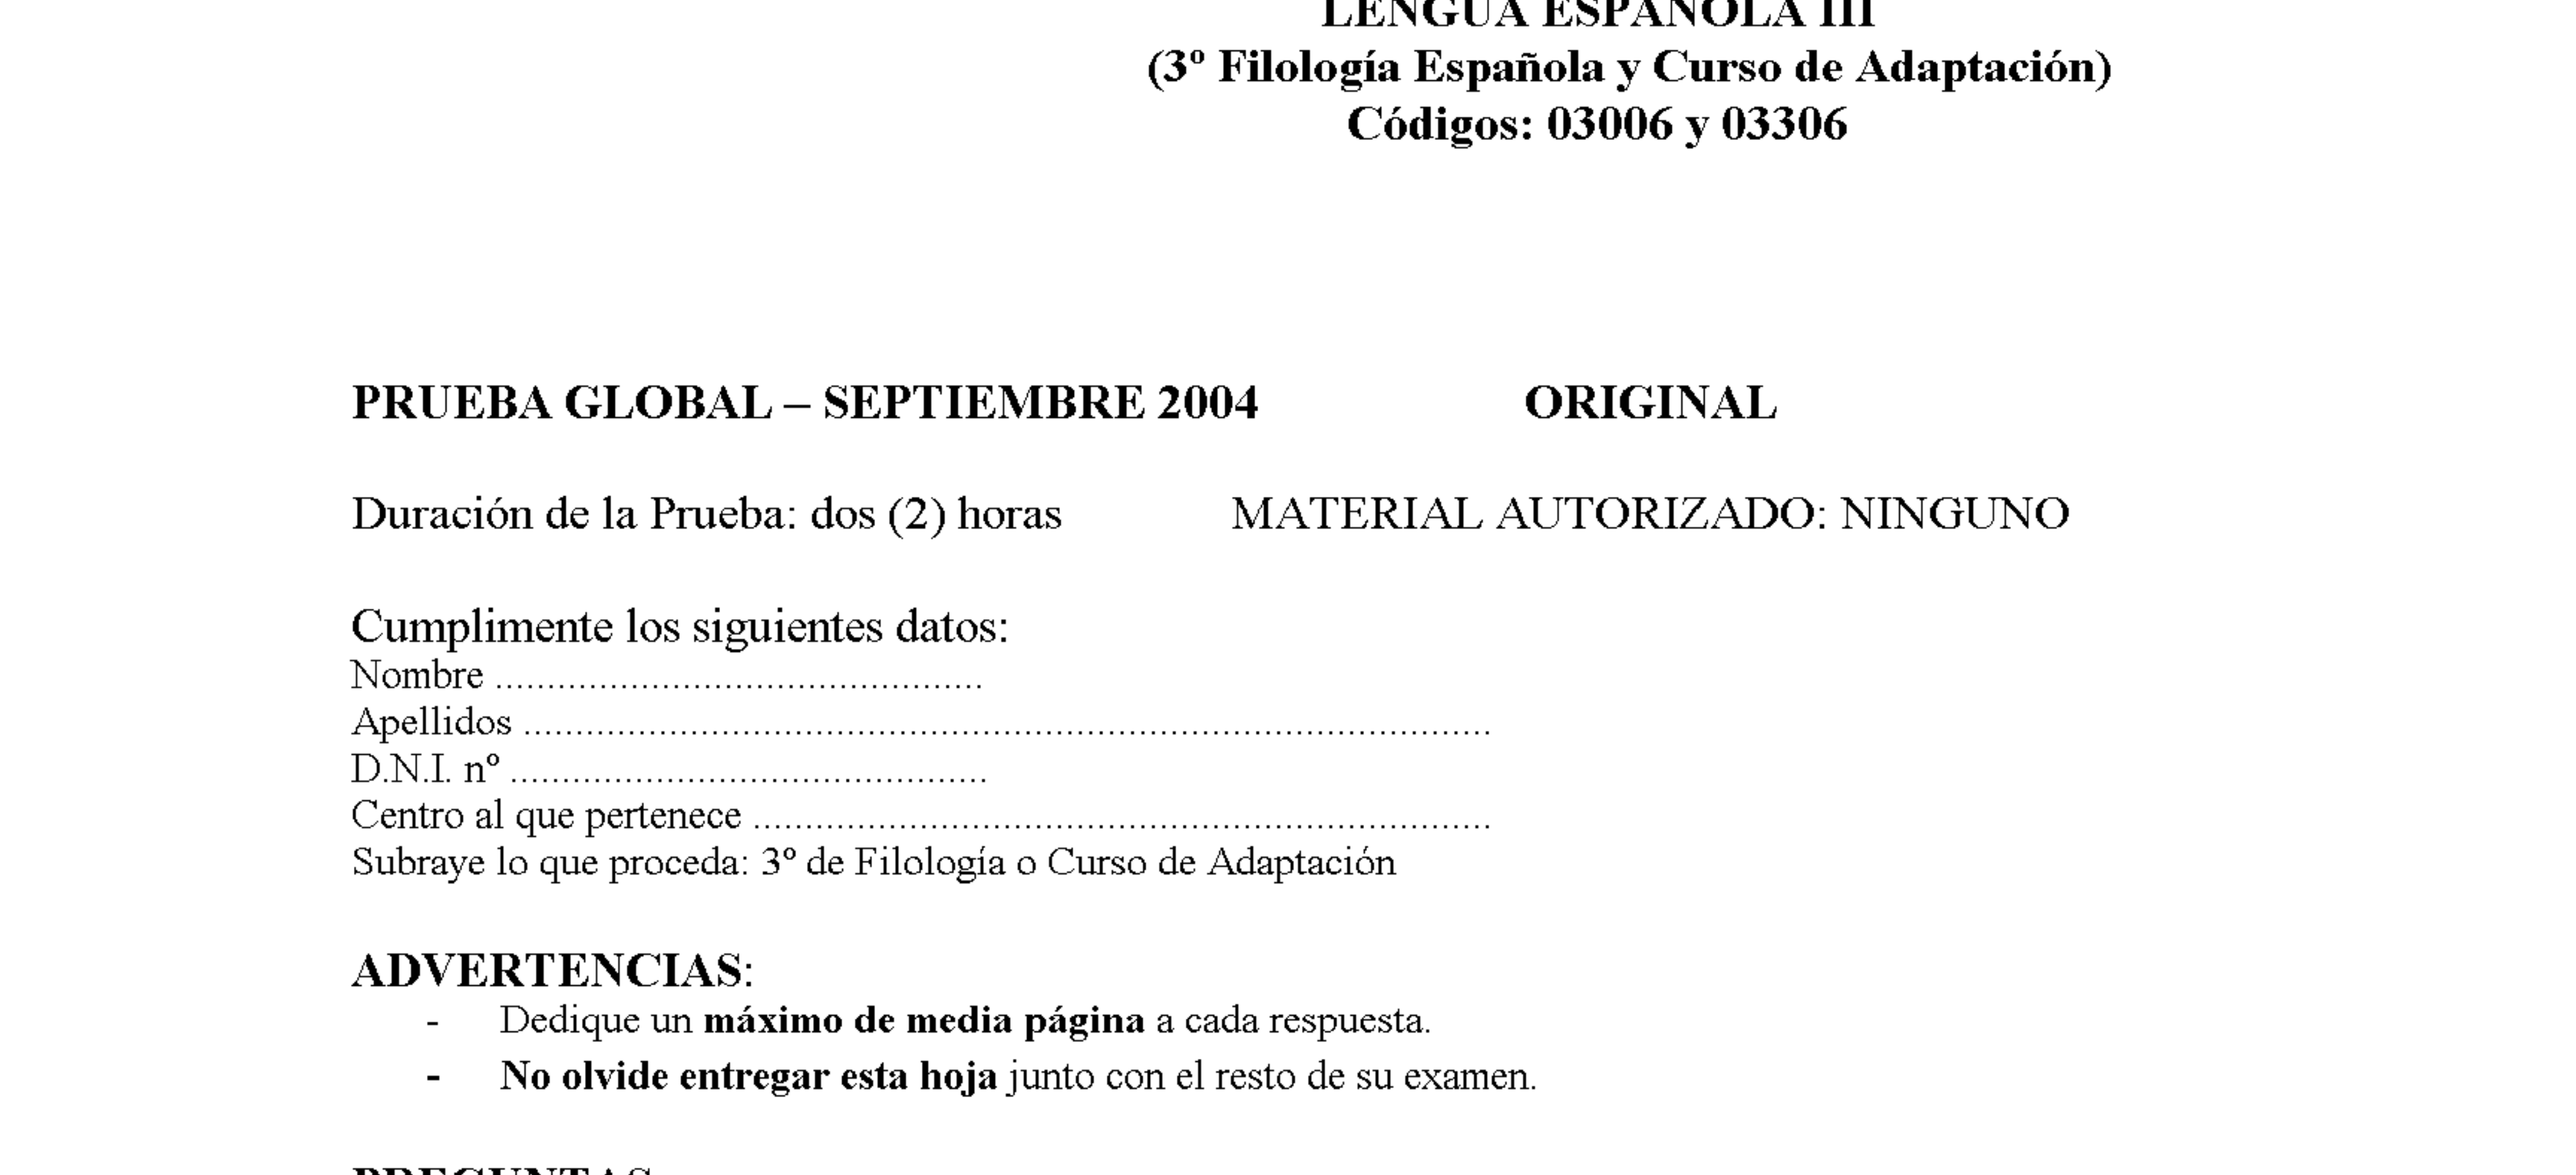 LENGUA ESPAÑOLA III
(3º Filología Española y Curso de Adaptación)
Códigos: 03006 y 03306
PRUEBA GLOBAL – SEPTIEMBRE 2004 ORIGINAL
Duración de la Prueba: dos (2) horas MATERIAL AUTORIZADO: NINGUNO
Cumplimente los siguientes datos:
Nombre ...............................................
Apellidos .............................................................................................
D.N.I. nº ..............................................
Centro al que pertenece .......................................................................
Subraye lo que proceda: 3º de Filología o Curso de Adaptación
ADVERTENCIAS:
- Dedique un máximo de media página a cada respuesta.
- No olvide entregar esta hoja junto con el resto de su examen.
PREGUNTAS